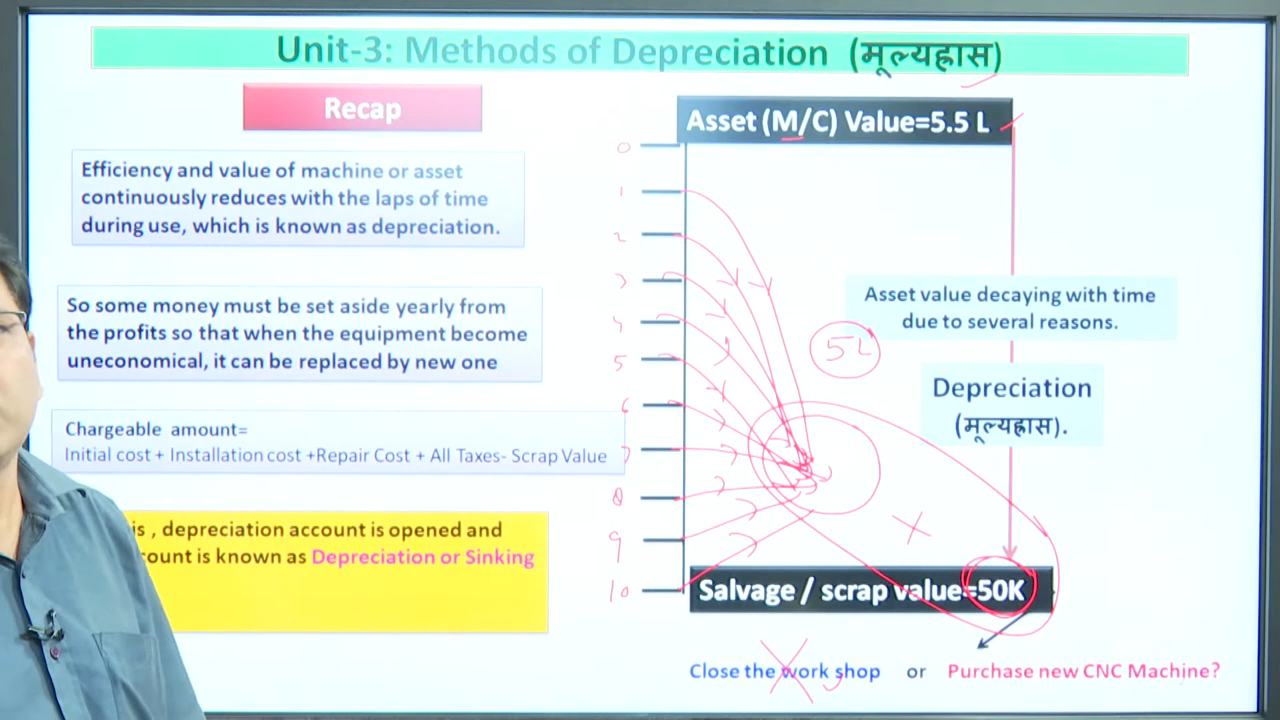 Unit-3: Methods of Depreciation (मूल्यह्रास)
Recap
Efficiency and value of machine or asset
continuously reduces with the laps of time
during use, which is known as depreciation.
So some money must be set aside yearly from
the profits so that when the equipment become
uneconomical, it can be replaced by new one
Chargeable amount=
Initial cost + Installation cost +Repair Cost + All Taxes- Scrap Value
is , depreciation account is opened and
ount is known as Depreciation or Sinking
Asset (M/C) Value=5.5 L
0
1
2
3
5
6
7
8
9
10
Asset value decaying with time
due to several reasons.
5L
Depreciation
(मूल्यह्रास).
Salvage / scrap value=50K
Close the work shop or Purchase new CNC Machine?